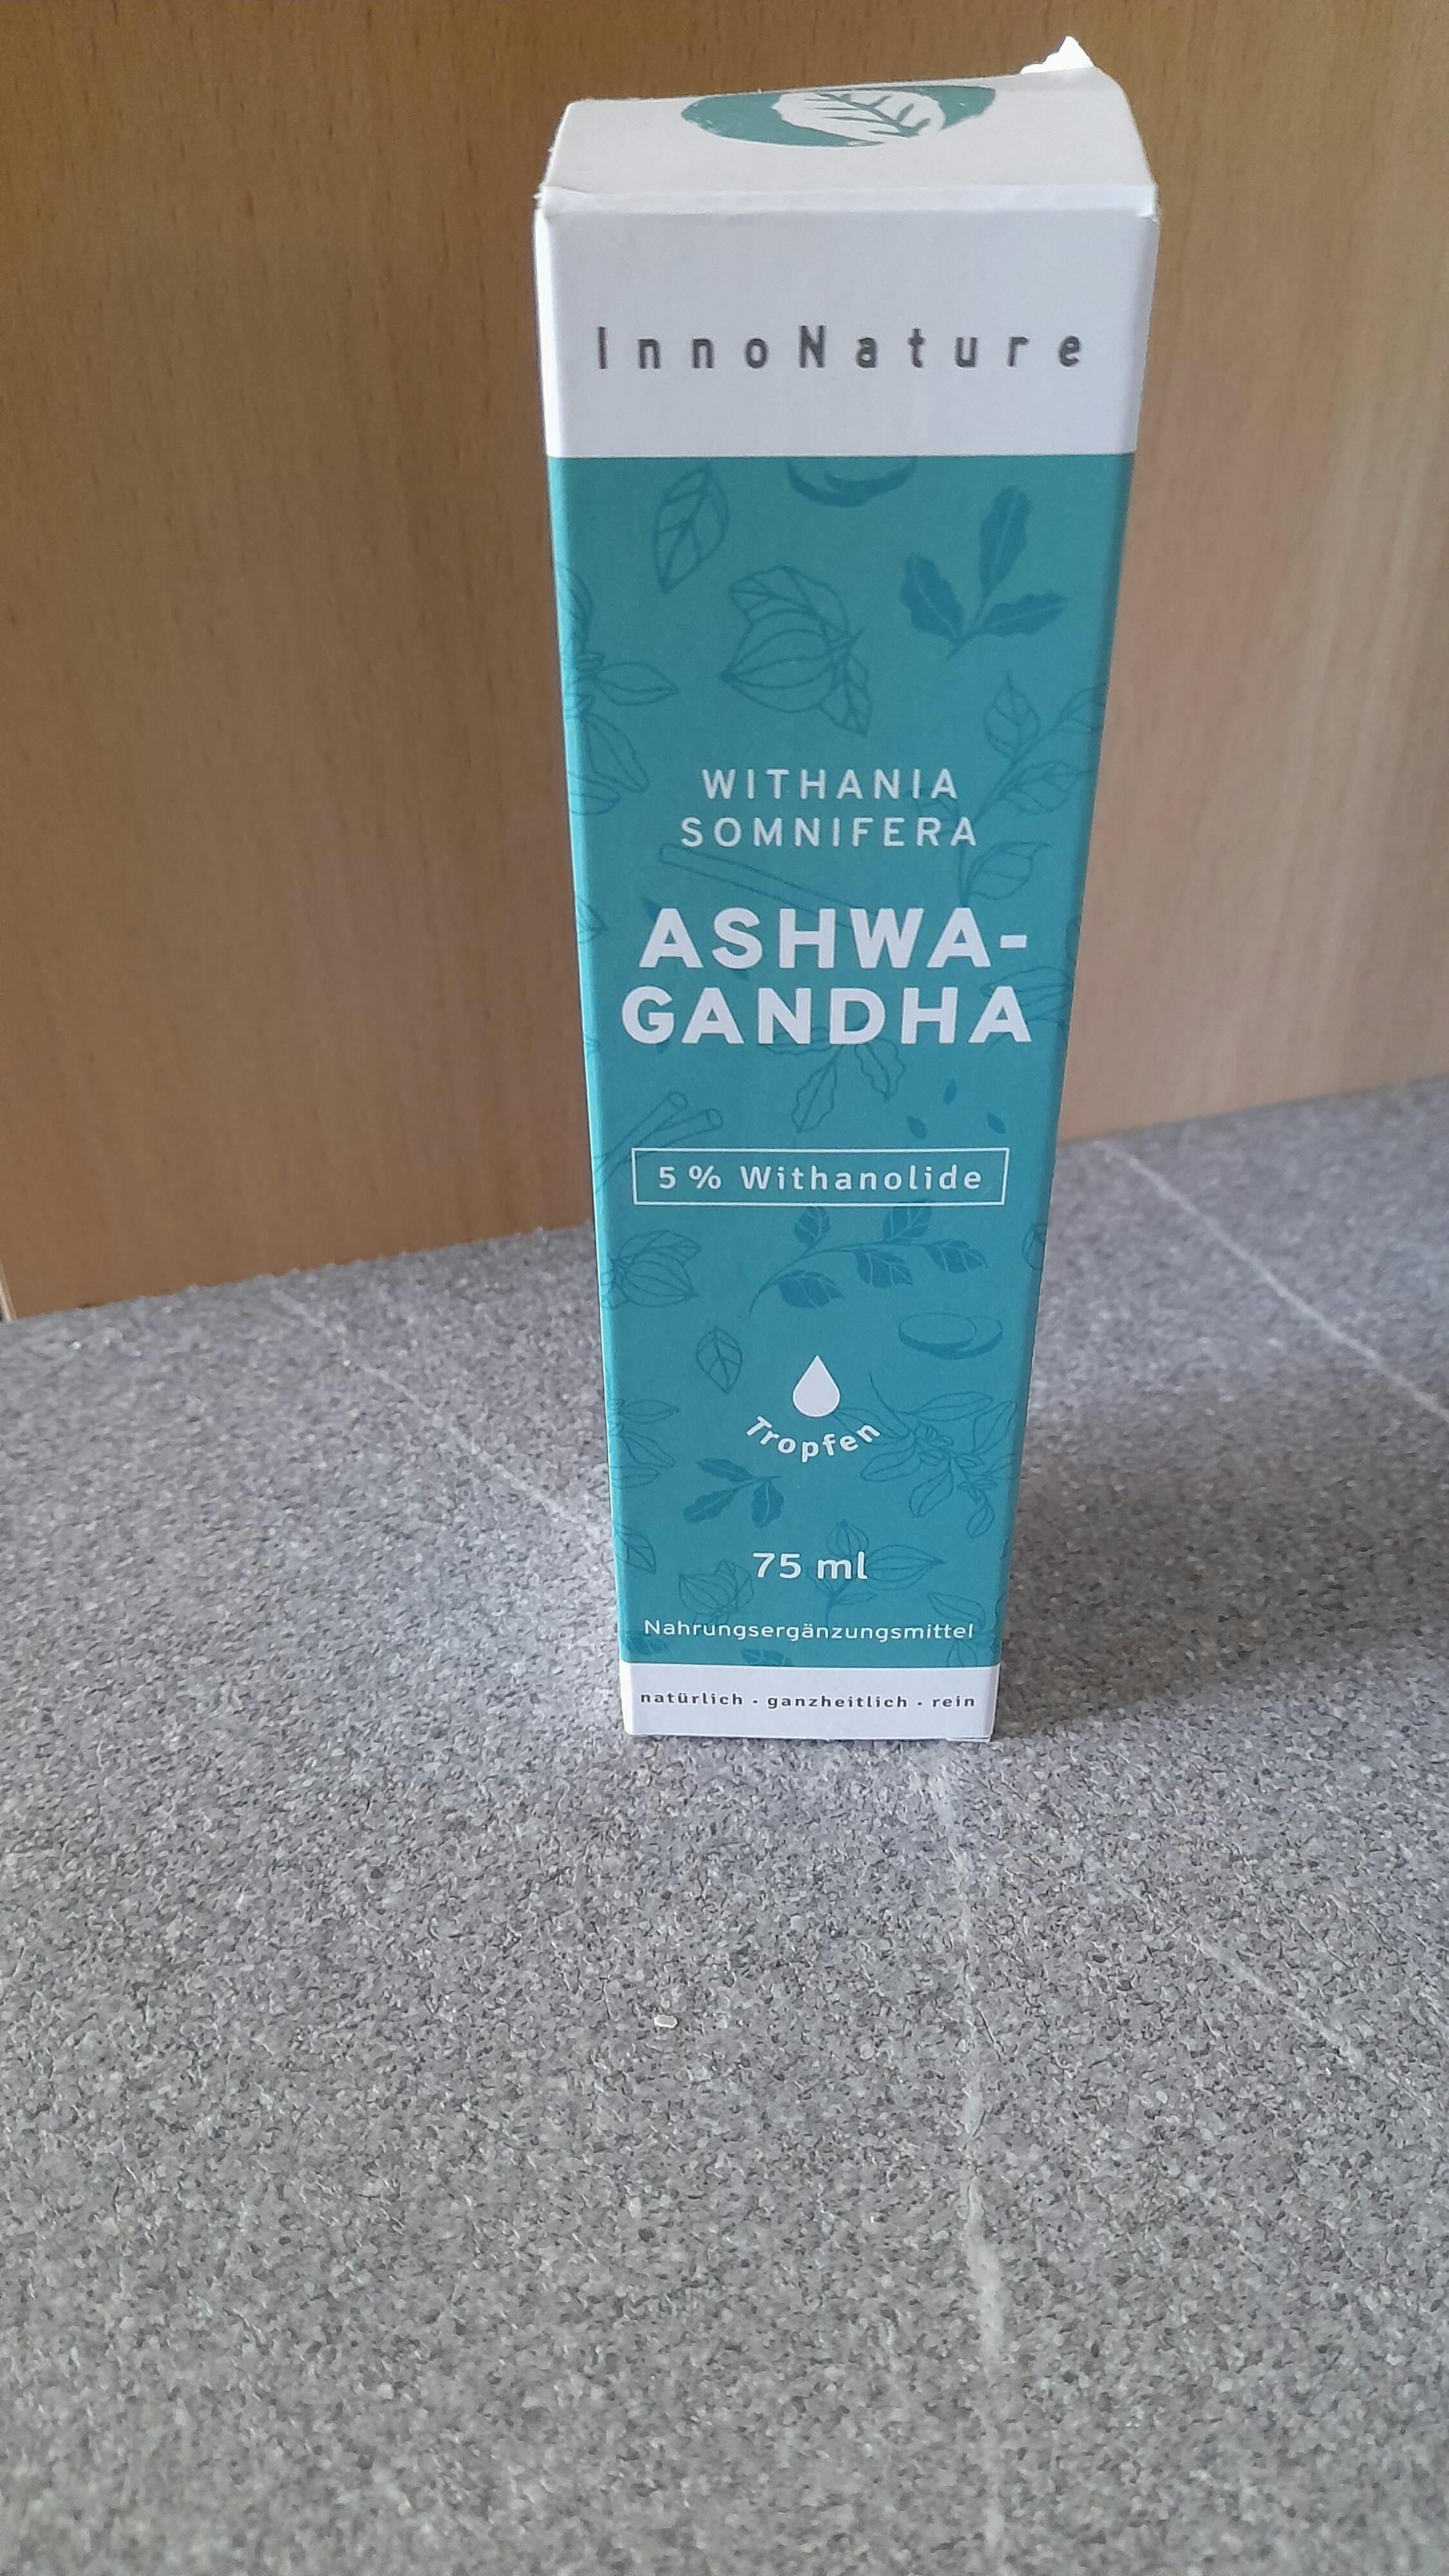 InnoNature
WITHANIA
SOMNIFERA
ASHWA-
GANDHA
5 % Withanolide
Tropfen
75 ml
Nahrungsergänzungsmittel
natürlich · ganzheitlich · rein